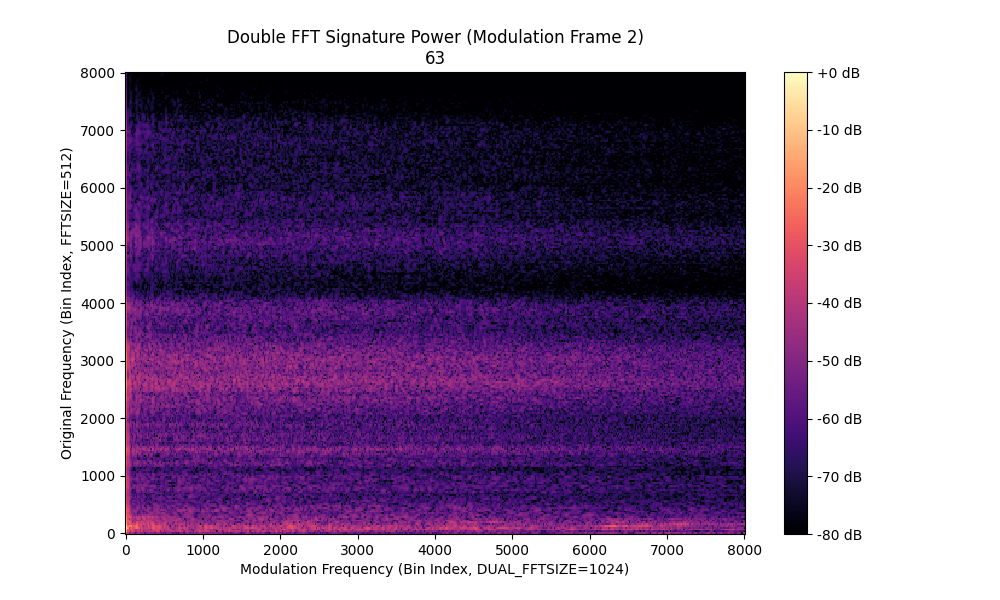 Double FFT Signature Power (Modulation Frame 2)
63
8000
7000
6000
5000
4000
3000
2000
1000
0
Original Frequency (Bin Index, FFTSIZE=512)
0 1000 2000 3000 4000 5000 6000 7000 8000
Modulation Frequency (Bin Index, DUAL_FFTSIZE=1024)
+0 dB
-10 dB
-20 dB
-30 dB
-40 dB
-50 dB
-60 dB
-70 dB
-80 dB